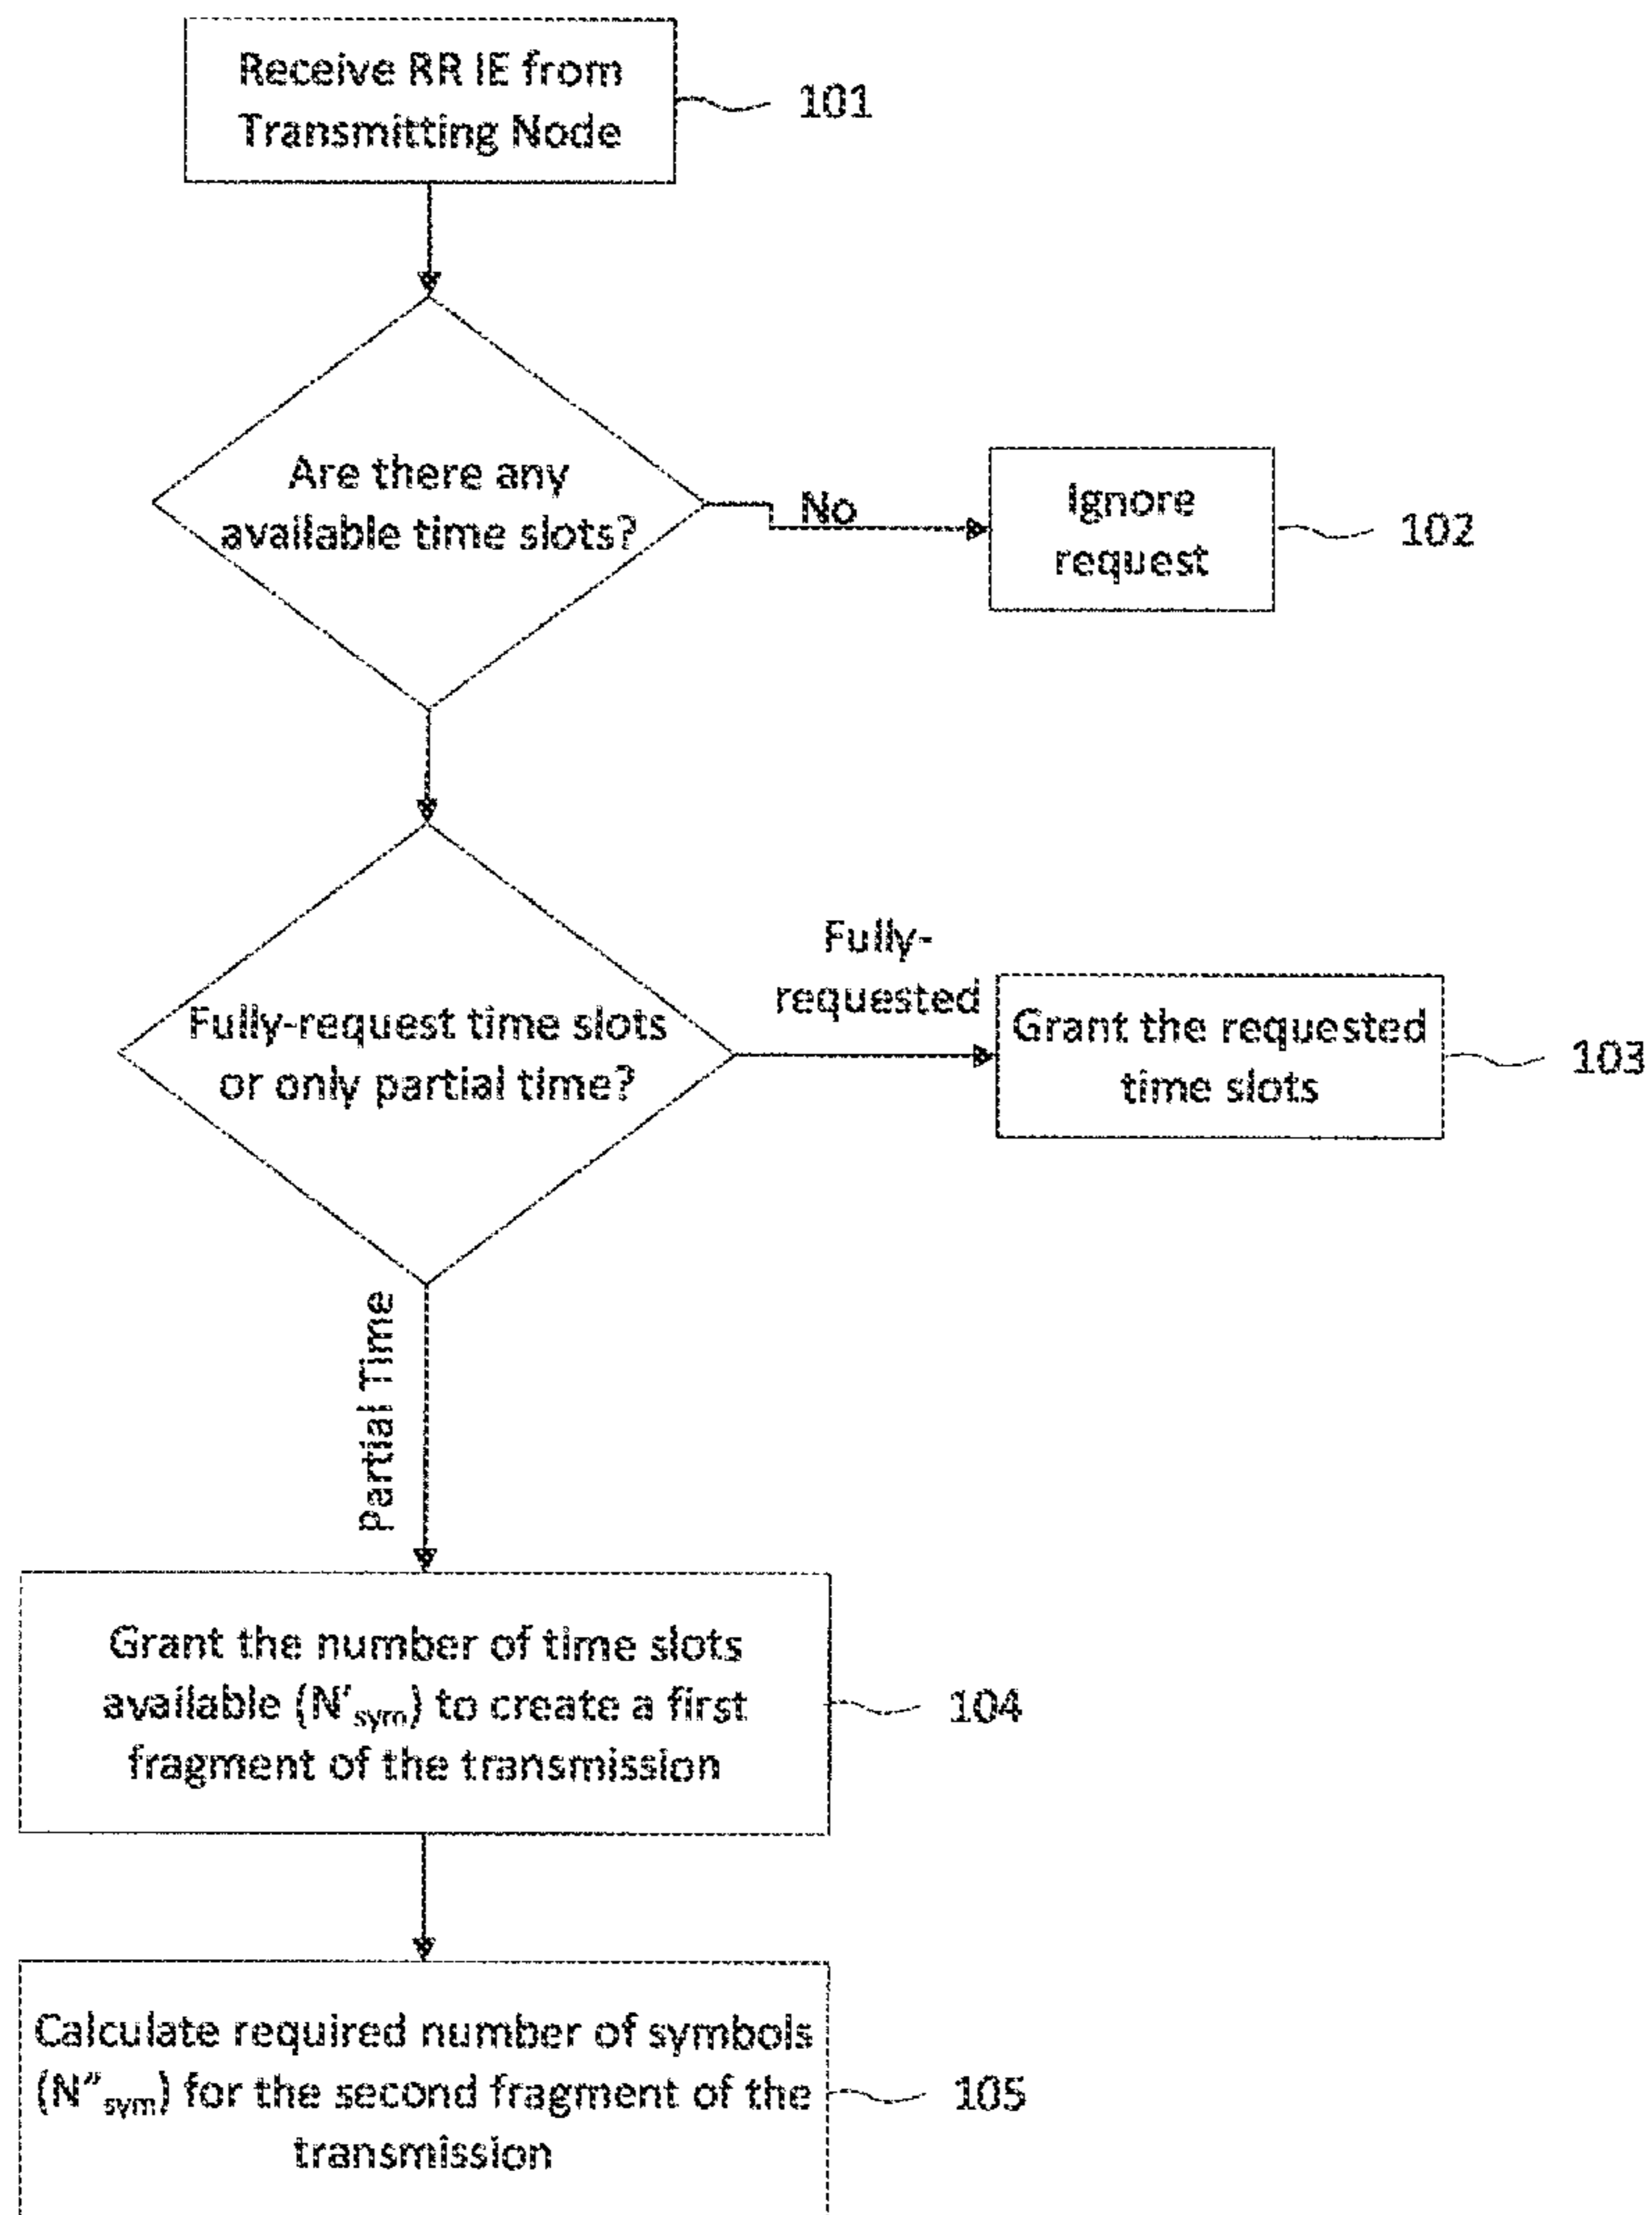 Receive RR IE from
Transmitting Node
101
Are there any
available time slots?
No
Ignore
request
102
Fully-
requested
Fully-request time slots
or only partial time?
Grant the requested
time slots
103
Partial Time
Grant the number of time slots
available (N'sym) to create a first
fragment of the transmission
104
Calculate required number of symbols
(N"sym) for the second fragment of the
transmission
105